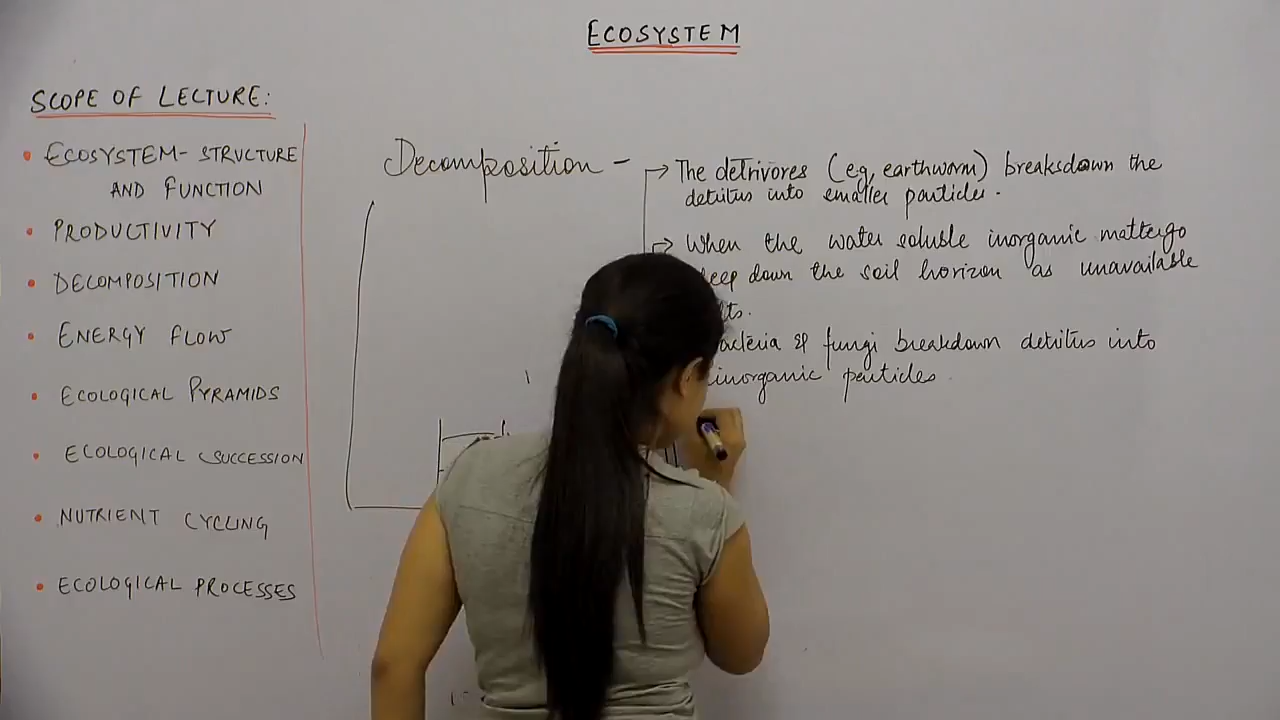 ECOSYSTEM
SCOPE OF LECTURE:
• ECOSYSTEM- STRUCTURE
AND FUNCTION
• PRODUCTIVITY
• DECOMPOSITION
• ENERGY FLOW
• ECOLOGICAL PYRAMIDS
• ECOLOGICAL SUCCESSION
• NUTRIENT CYCLING
• ECOLOGICAL PROCESSES
Decomposition -
→ The detrivores (eg, earthworm) breaksdown the
detritus into smaller particles.
→ When the water soluble inorganic matter go
down the soil horizon as unavailable
& fungi breakdown detritus into
inorganic particles.